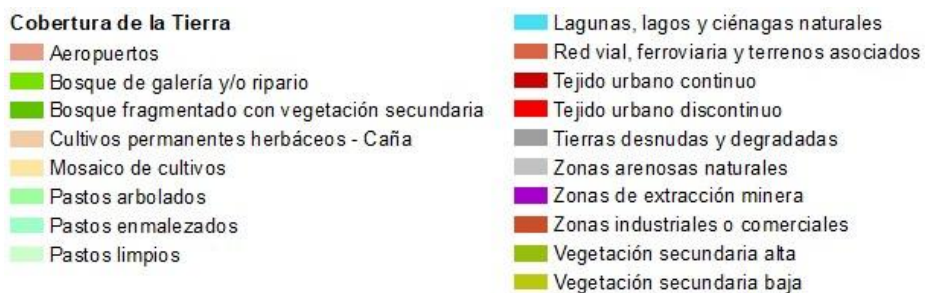 Cobertura de la Tierra
Aeropuertos
Bosque de galería y/o ripario
Bosque fragmentado con vegetación secundaria
Cultivos permanentes herbáceos - Caña
Mosaico de cultivos
Pastos arbolados
Pastos enmalezados
Pastos limpios
Lagunas, lagos y ciénagas naturales
Red vial, ferroviaria y terrenos asociados
Tejido urbano continuo
Tejido urbano discontinuo
Tierras desnudas y degradadas
Zonas arenosas naturales
Zonas de extracción minera
Zonas industriales o comerciales
Vegetación secundaria alta
Vegetación secundaria baja